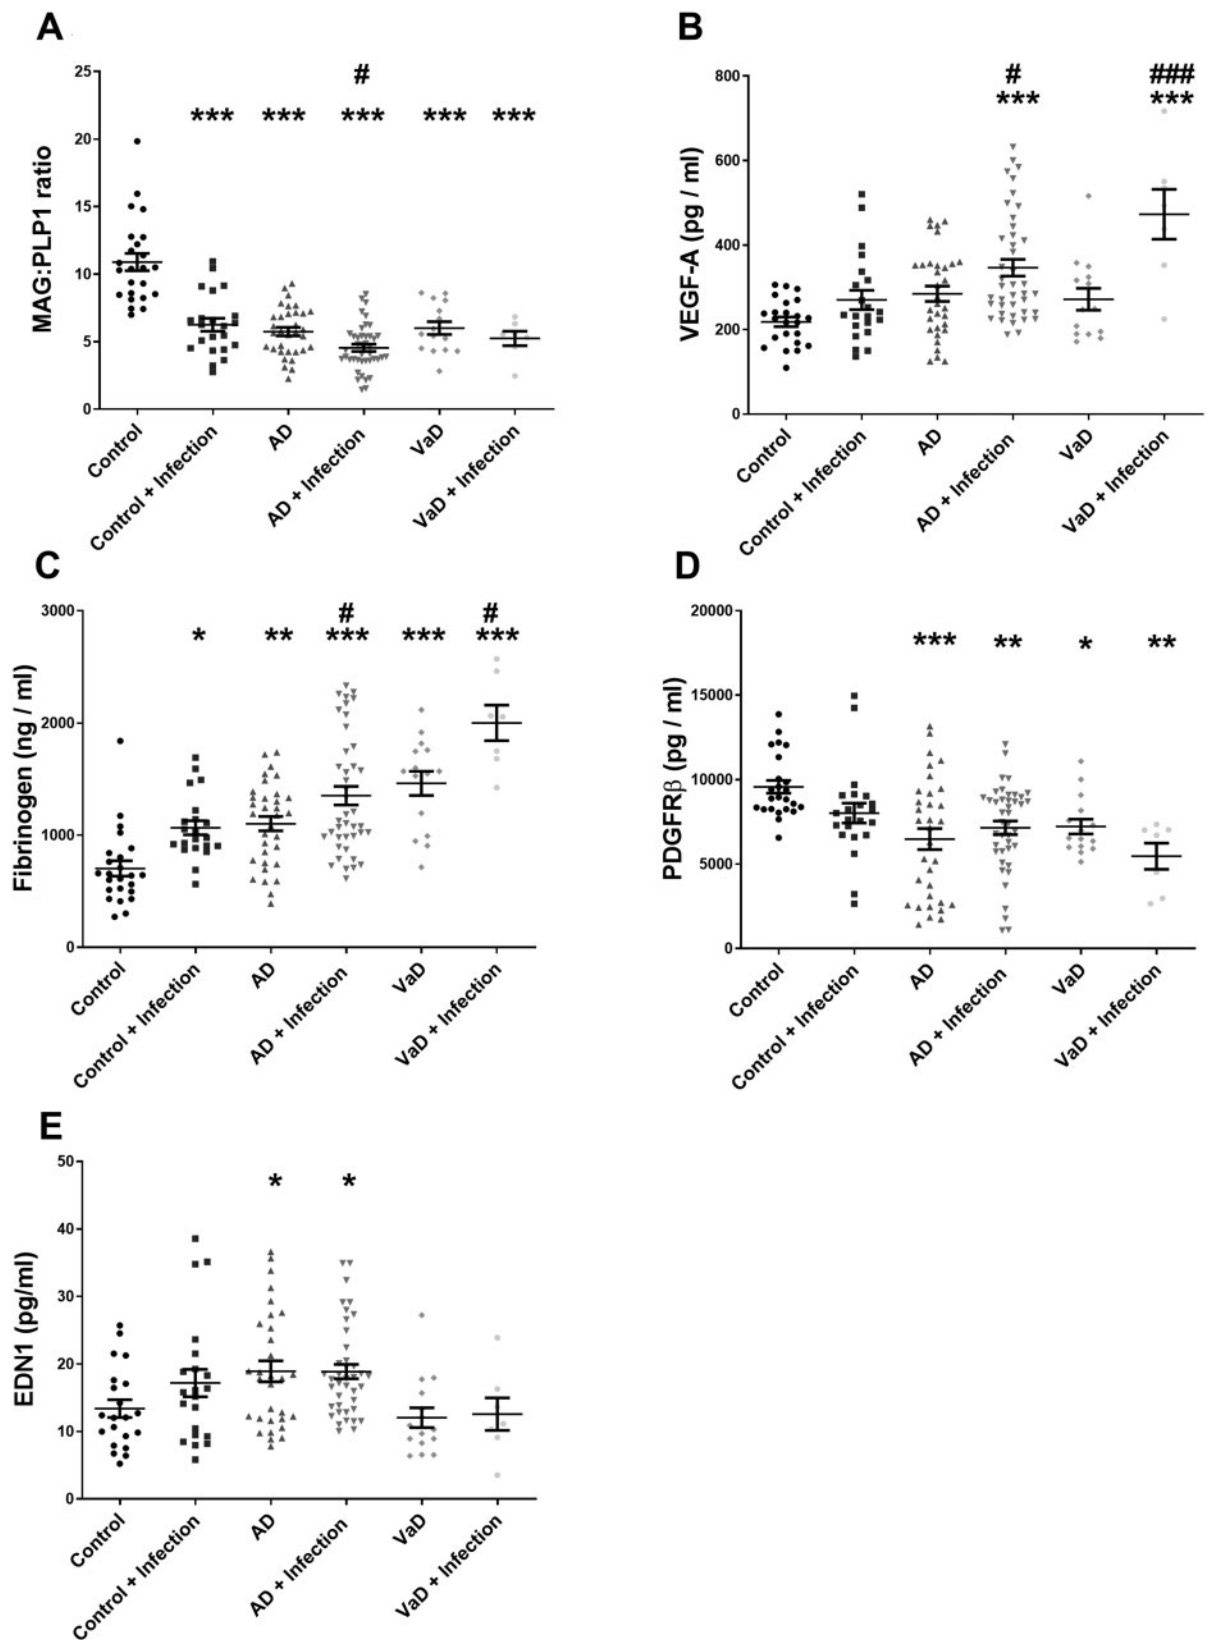 A
MAG:PLP1 ratio
25
20
15
10
5
0
#
*** *** *** *** ***
Control
Control + Infection
AD
AD + Infection
VaD
VaD + Infection
B
VEGF-A (pg / ml)
800
600
400
200
0
# ###
*** ***
Control
Control + Infection
AD
AD + Infection
VaD
VaD + Infection
C
Fibrinogen (ng / ml)
3000
2000
1000
0
# #
* ** *** *** ***
Control
Control + Infection
AD
AD + Infection
VaD
VaD + Infection
D
PDGFRβ (pg / ml)
20000
15000
10000
5000
0
*** ** * **
Control
Control + Infection
AD
AD + Infection
VaD
VaD + Infection
E
EDN1 (pg/ml)
50
40
30
20
10
0
* *
Control
Control + Infection
AD
AD + Infection
VaD
VaD + Infection